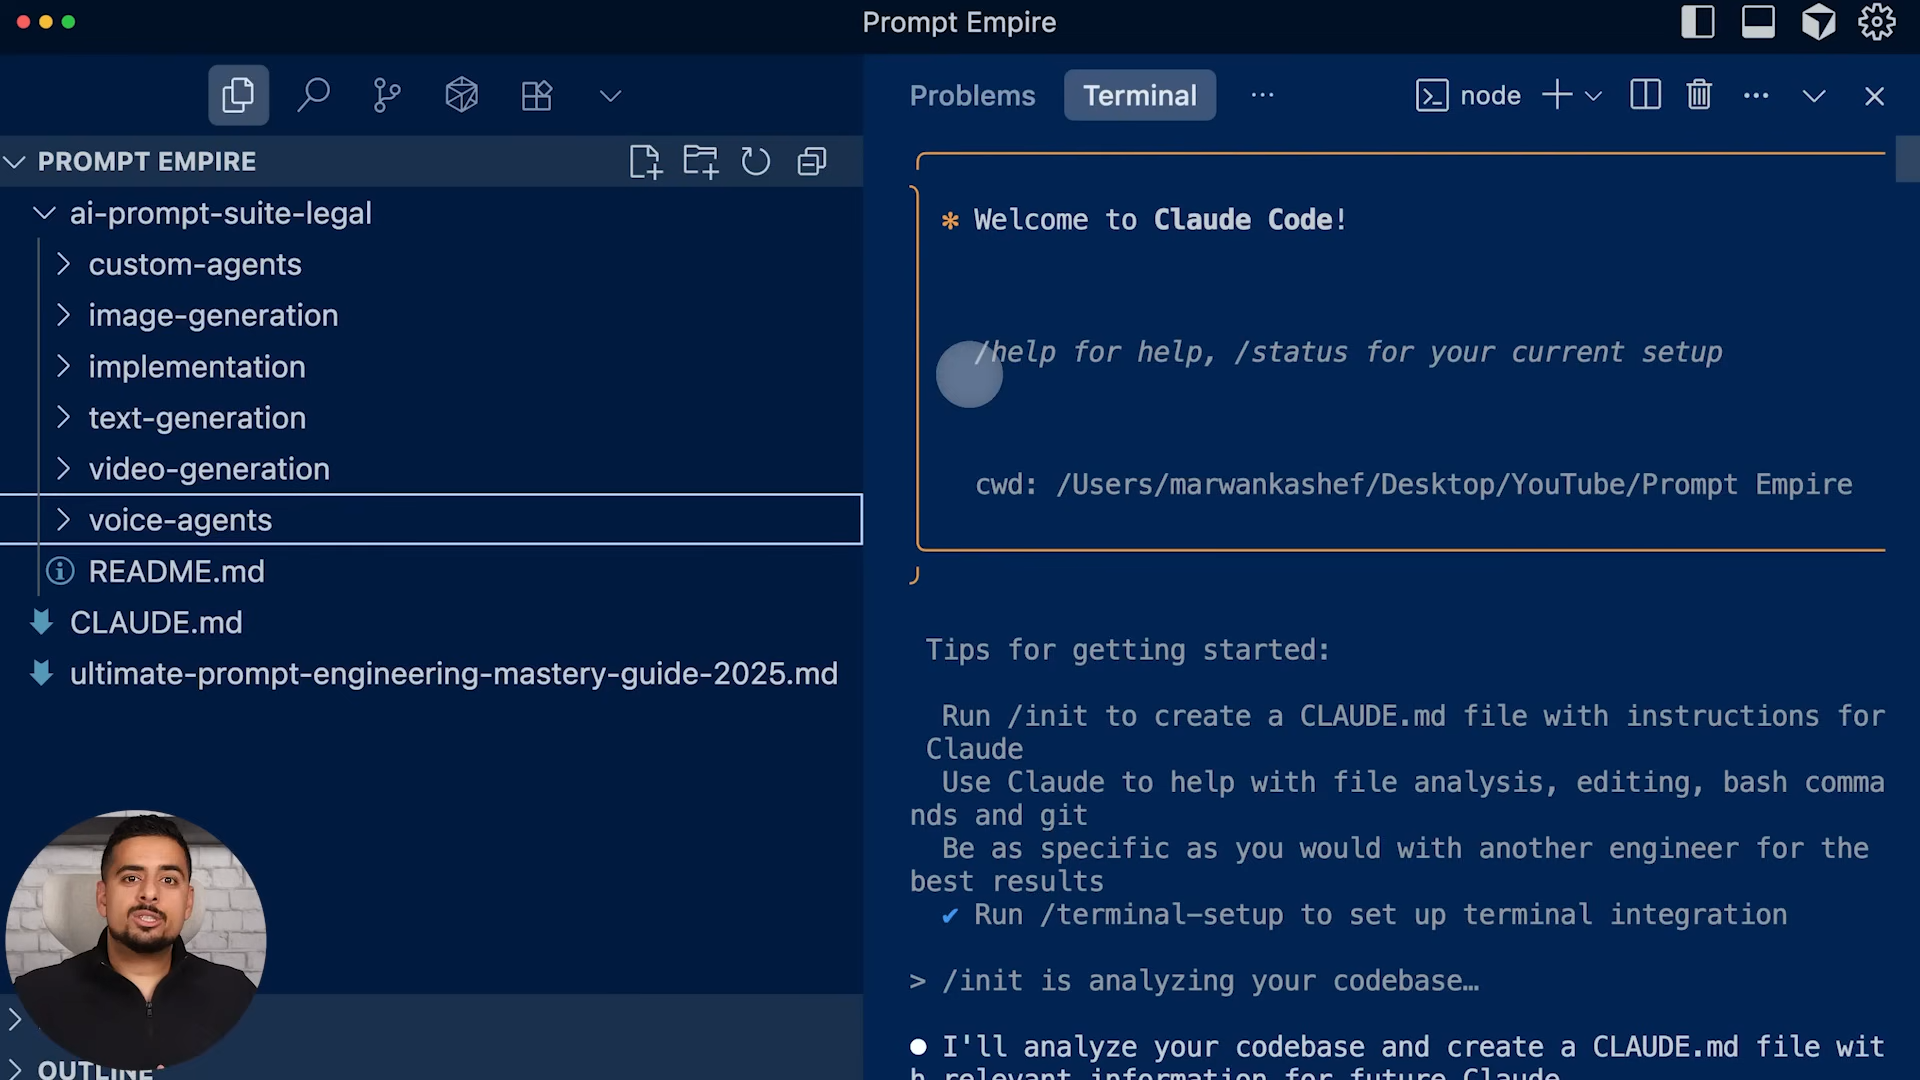 Prompt Empire
PROMPT EMPIRE
ai-prompt-suite-legal
custom-agents
image-generation
implementation
text-generation
video-generation
voice-agents
README.md
CLAUDE.md
ultimate-prompt-engineering-mastery-guide-2025.md
OUTLINE
Problems
Terminal
node
* Welcome to Claude Code!
/help for help, /status for your current setup
cwd: /Users/marwankashef/Desktop/YouTube/Prompt Empire
Tips for getting started:
Run /init to create a CLAUDE.md file with instructions for
Claude
Use Claude to help with file analysis, editing, bash comma
nds and git
Be as specific as you would with another engineer for the
best results
✔ Run /terminal-setup to set up terminal integration
> /init is analyzing your codebase…
● I'll analyze your codebase and create a CLAUDE.md file wit
h relevant information for future Claude